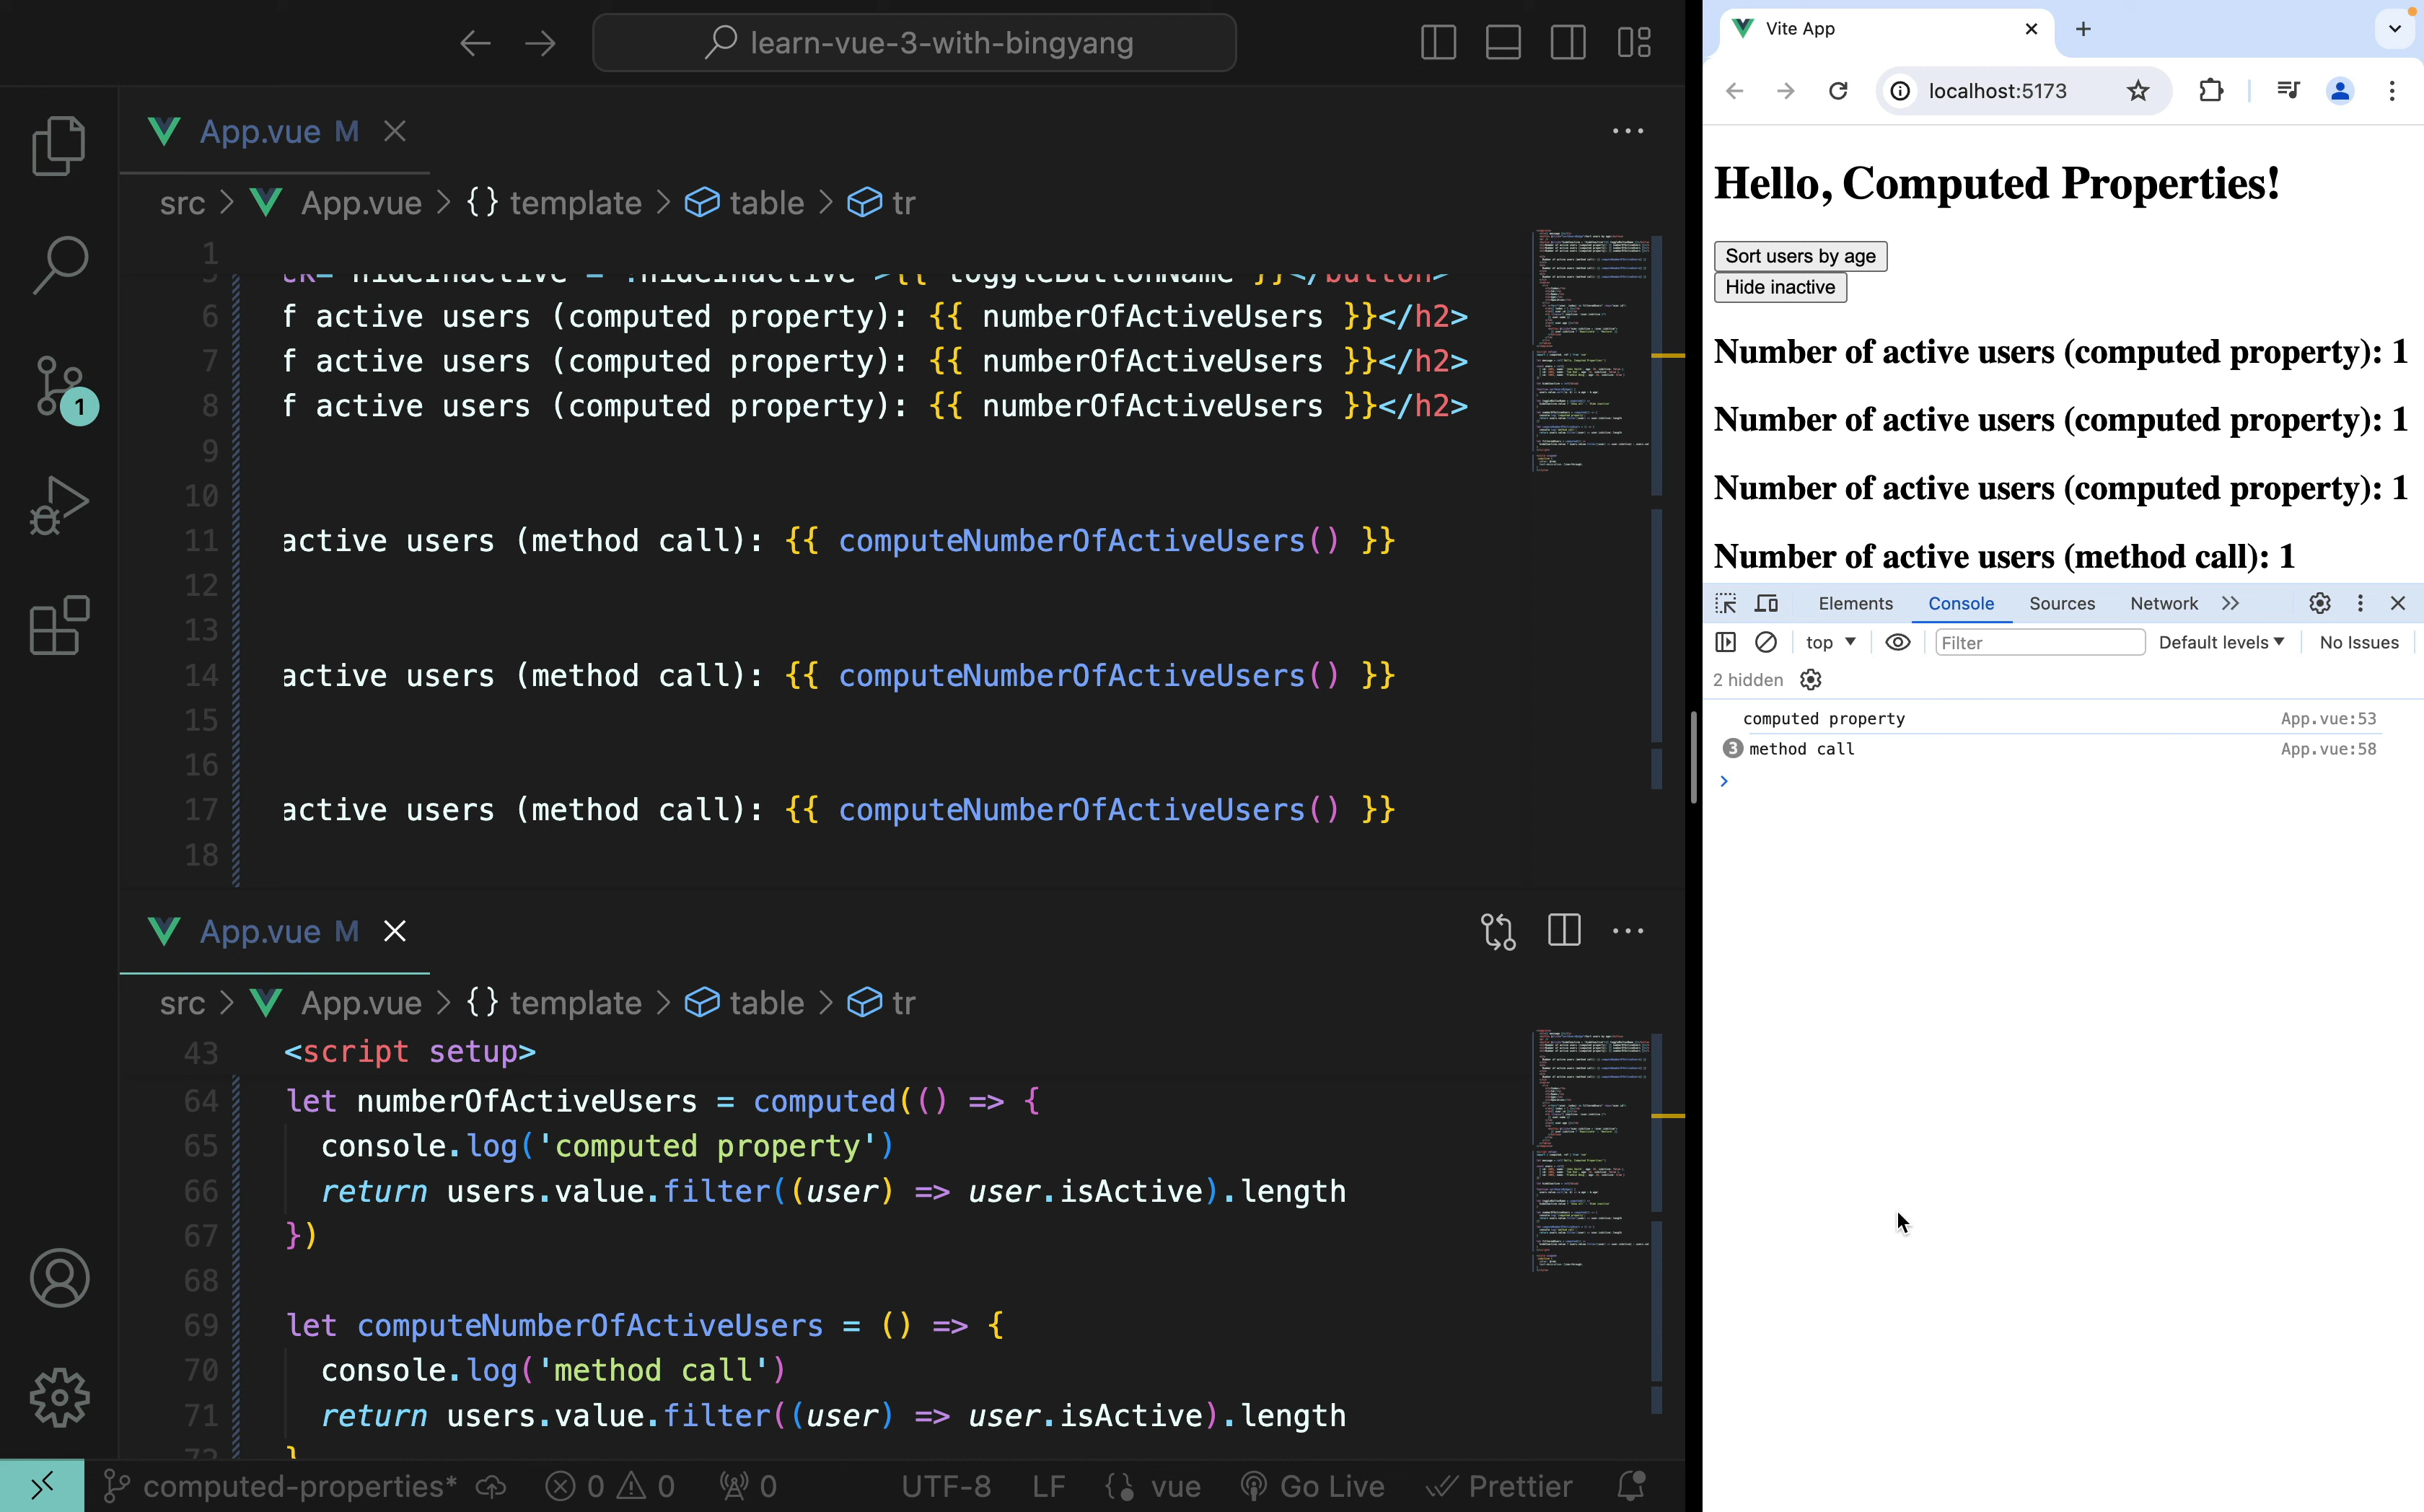 learn-vue-3-with-bingyang
App.vue M
src > App.vue > {} template > table > tr
1
6 f active users (computed property): {{ numberOfActiveUsers }}</h2>
7 f active users (computed property): {{ numberOfActiveUsers }}</h2>
8 f active users (computed property): {{ numberOfActiveUsers }}</h2>
9
10
11 active users (method call): {{ computeNumberOfActiveUsers() }}
12
13
14 active users (method call): {{ computeNumberOfActiveUsers() }}
15
16
17 active users (method call): {{ computeNumberOfActiveUsers() }}
18
1
App.vue M
src > App.vue > {} template > table > tr
43 <script setup>
64 let numberOfActiveUsers = computed(() => {
65 console.log('computed property')
66 return users.value.filter((user) => user.isActive).length
67 })
68
69 let computeNumberOfActiveUsers = () => {
70 console.log('method call')
71 return users.value.filter((user) => user.isActive).length
72 }
computed-properties* 0 0 0 UTF-8 LF {} vue Go Live Prettier
Vite App
localhost:5173
Hello, Computed Properties!
Sort users by age
Hide inactive
Number of active users (computed property): 1
Number of active users (computed property): 1
Number of active users (computed property): 1
Number of active users (method call): 1
Elements Console Sources Network
top Filter Default levels No Issues
2 hidden
computed property App.vue:53
3 method call App.vue:58